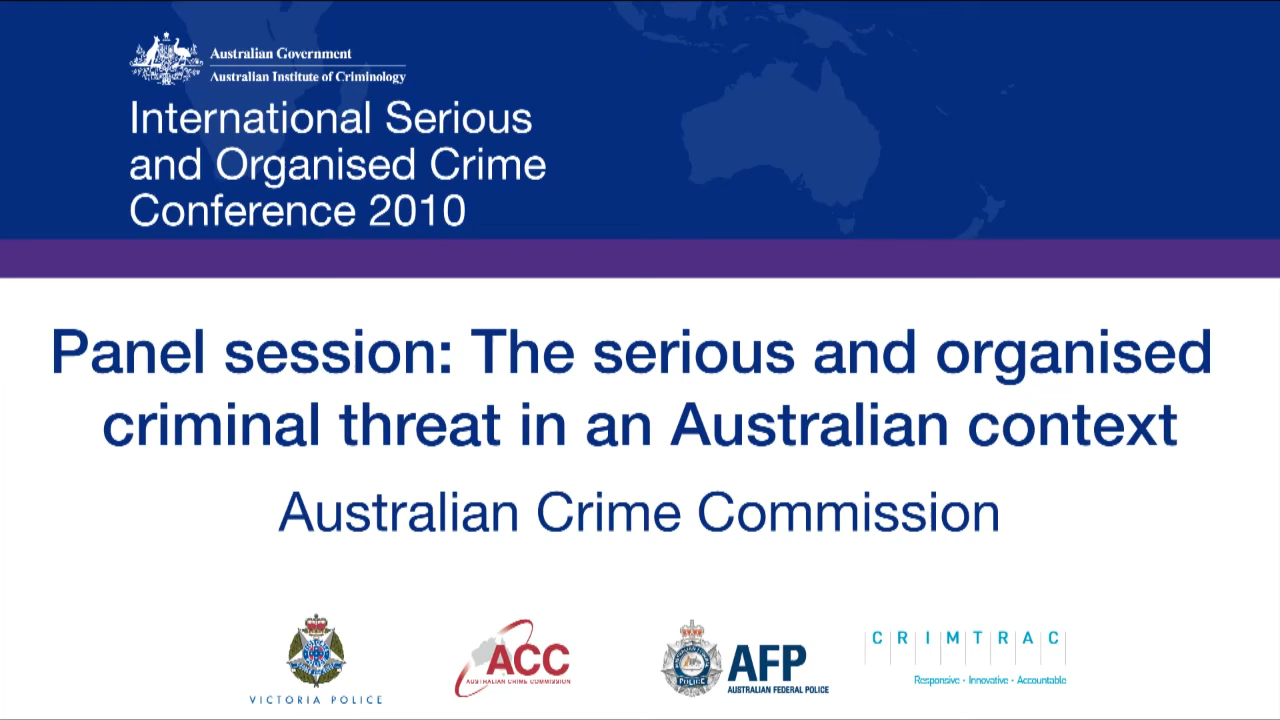 Australian Government
Australian Institute of Criminology
International Serious
and Organised Crime
Conference 2010
Panel session: The serious and organised
criminal threat in an Australian context
Australian Crime Commission
VICTORIA POLICE
ACC
AUSTRALIAN CRIME COMMISSION
POLICE
AFP
AUSTRALIAN FEDERAL POLICE
CRIMTRAC
Responsive - Innovative - Accountable